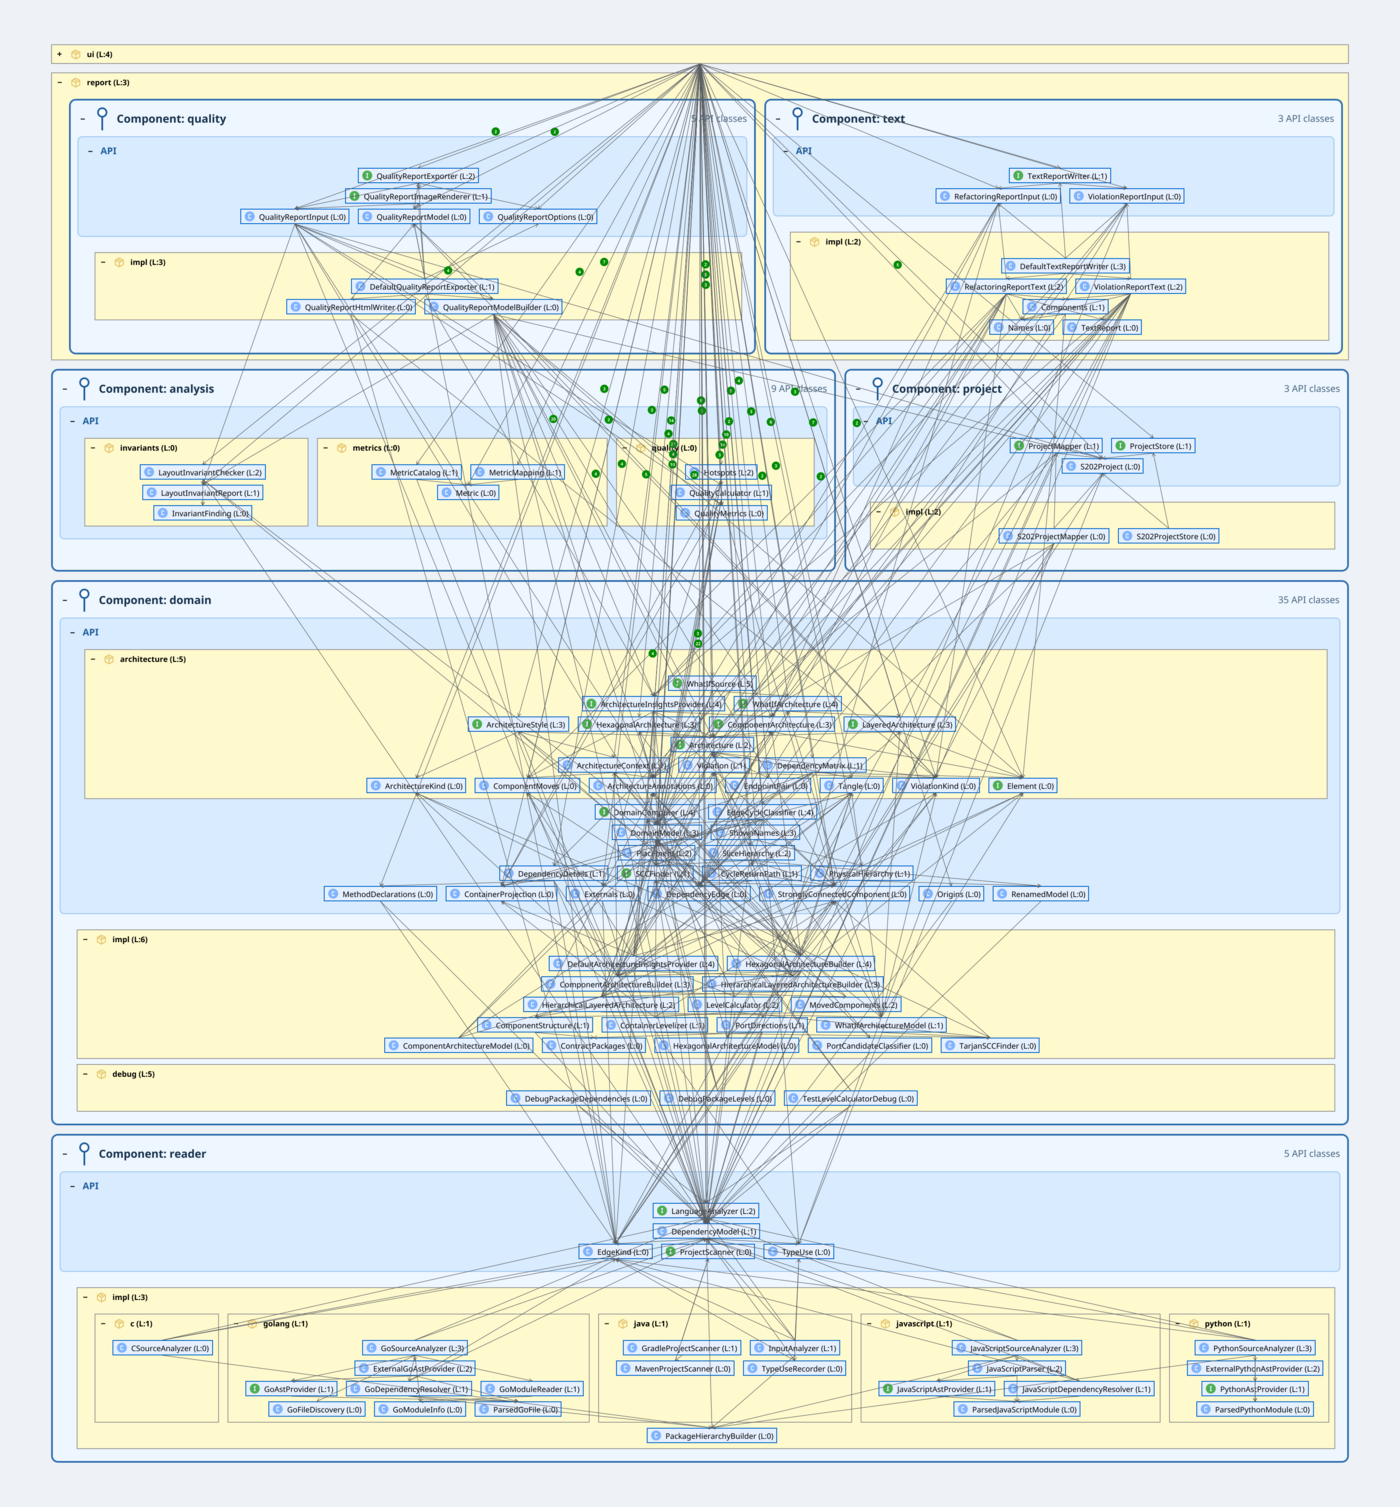 + ui (L:4)
− report (L:3)
− Component: quality 5 API classes
− API
QualityReportExporter (L:2)
QualityReportImageRenderer (L:1)
QualityReportInput (L:0) QualityReportModel (L:0) QualityReportOptions (L:0)
− impl (L:3)
DefaultQualityReportExporter (L:1)
QualityReportHtmlWriter (L:0) QualityReportModelBuilder (L:0)
− Component: text 3 API classes
− API
TextReportWriter (L:1)
RefactoringReportInput (L:0) ViolationReportInput (L:0)
− impl (L:2)
DefaultTextReportWriter (L:3)
RefactoringReportText (L:2) ViolationReportText (L:2)
Components (L:1)
Names (L:0) TextReport (L:0)
− Component: analysis 9 API classes
− API
− invariants (L:0)
LayoutInvariantChecker (L:2)
LayoutInvariantReport (L:1)
InvariantFinding (L:0)
− metrics (L:0)
MetricCatalog (L:1) MetricMapping (L:1)
Metric (L:0)
− quality (L:0)
Hotspots (L:2)
QualityCalculator (L:1)
QualityMetrics (L:0)
− Component: project 3 API classes
− API
ProjectMapper (L:1) ProjectStore (L:1)
S202Project (L:0)
− impl (L:2)
S202ProjectMapper (L:0) S202ProjectStore (L:0)
− Component: domain 35 API classes
− API
− architecture (L:5)
WhatIfSource (L:5)
ArchitectureInsightsProvider (L:4) WhatIfArchitecture (L:4)
ArchitectureStyle (L:3) HexagonalArchitecture (L:3) ComponentArchitecture (L:3) LayeredArchitecture (L:3)
Architecture (L:2)
ArchitectureContext (L:1) Violation (L:1) DependencyMatrix (L:1)
ArchitectureKind (L:0) ComponentMoves (L:0) ArchitectureAnnotations (L:0) EndpointPair (L:0) Tangle (L:0) ViolationKind (L:0) Element (L:0)
DomainComputer (L:4) EdgeCycleClassifier (L:4)
DomainModel (L:3) ShownNames (L:3)
Placement (L:2) SliceHierarchy (L:2)
DependencyDetails (L:1) SCCFinder (L:1) CycleReturnPath (L:1) PhysicalHierarchy (L:1)
MethodDeclarations (L:0) ContainerProjection (L:0) Externals (L:0) DependencyEdge (L:0) StronglyConnectedComponent (L:0) Origins (L:0) RenamedModel (L:0)
− impl (L:6)
DefaultArchitectureInsightsProvider (L:4) HexagonalArchitectureBuilder (L:4)
ComponentArchitectureBuilder (L:3) HierarchicalLayeredArchitectureBuilder (L:3)
HierarchicalLayeredArchitecture (L:2) LevelCalculator (L:2) MovedComponents (L:2)
ComponentStructure (L:1) ContainerLevelizer (L:1) PortDirections (L:1) WhatIfArchitectureModel (L:1)
ComponentArchitectureModel (L:0) ContractPackages (L:0) HexagonalArchitectureModel (L:0) PortCandidateClassifier (L:0) TarjanSCCFinder (L:0)
− debug (L:5)
DebugPackageDependencies (L:0) DebugPackageLevels (L:0) TestLevelCalculatorDebug (L:0)
− Component: reader 5 API classes
− API
LanguageAnalyzer (L:2)
DependencyModel (L:1)
EdgeKind (L:0) ProjectScanner (L:0) TypeUse (L:0)
− impl (L:3)
− c (L:1)
CSourceAnalyzer (L:0)
− golang (L:1)
GoSourceAnalyzer (L:3)
ExternalGoAstProvider (L:2)
GoAstProvider (L:1) GoDependencyResolver (L:1) GoModuleReader (L:1)
GoFileDiscovery (L:0) GoModuleInfo (L:0) ParsedGoFile (L:0)
− java (L:1)
GradleProjectScanner (L:1) InputAnalyzer (L:1)
MavenProjectScanner (L:0) TypeUseRecorder (L:0)
− javascript (L:1)
JavaScriptSourceAnalyzer (L:3)
JavaScriptParser (L:2)
JavaScriptAstProvider (L:1) JavaScriptDependencyResolver (L:1)
ParsedJavaScriptModule (L:0)
− python (L:1)
PythonSourceAnalyzer (L:3)
ExternalPythonAstProvider (L:2)
PythonAstProvider (L:1)
ParsedPythonModule (L:0)
PackageHierarchyBuilder (L:0)